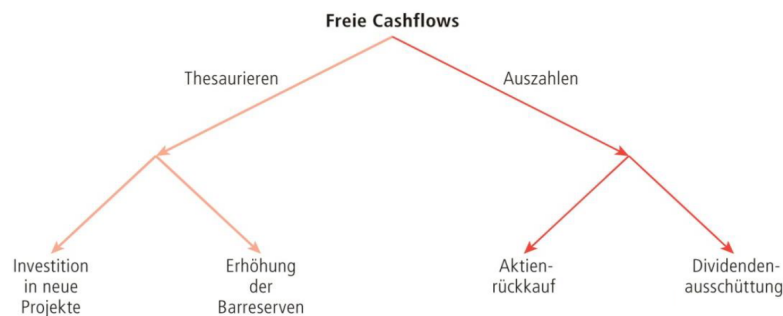 Freie Cashflows
Thesaurieren
Auszahlen
Investition
in neue
Projekte
Erhöhung
der
Barreserven
Aktien-
rückkauf
Dividenden-
ausschüttung